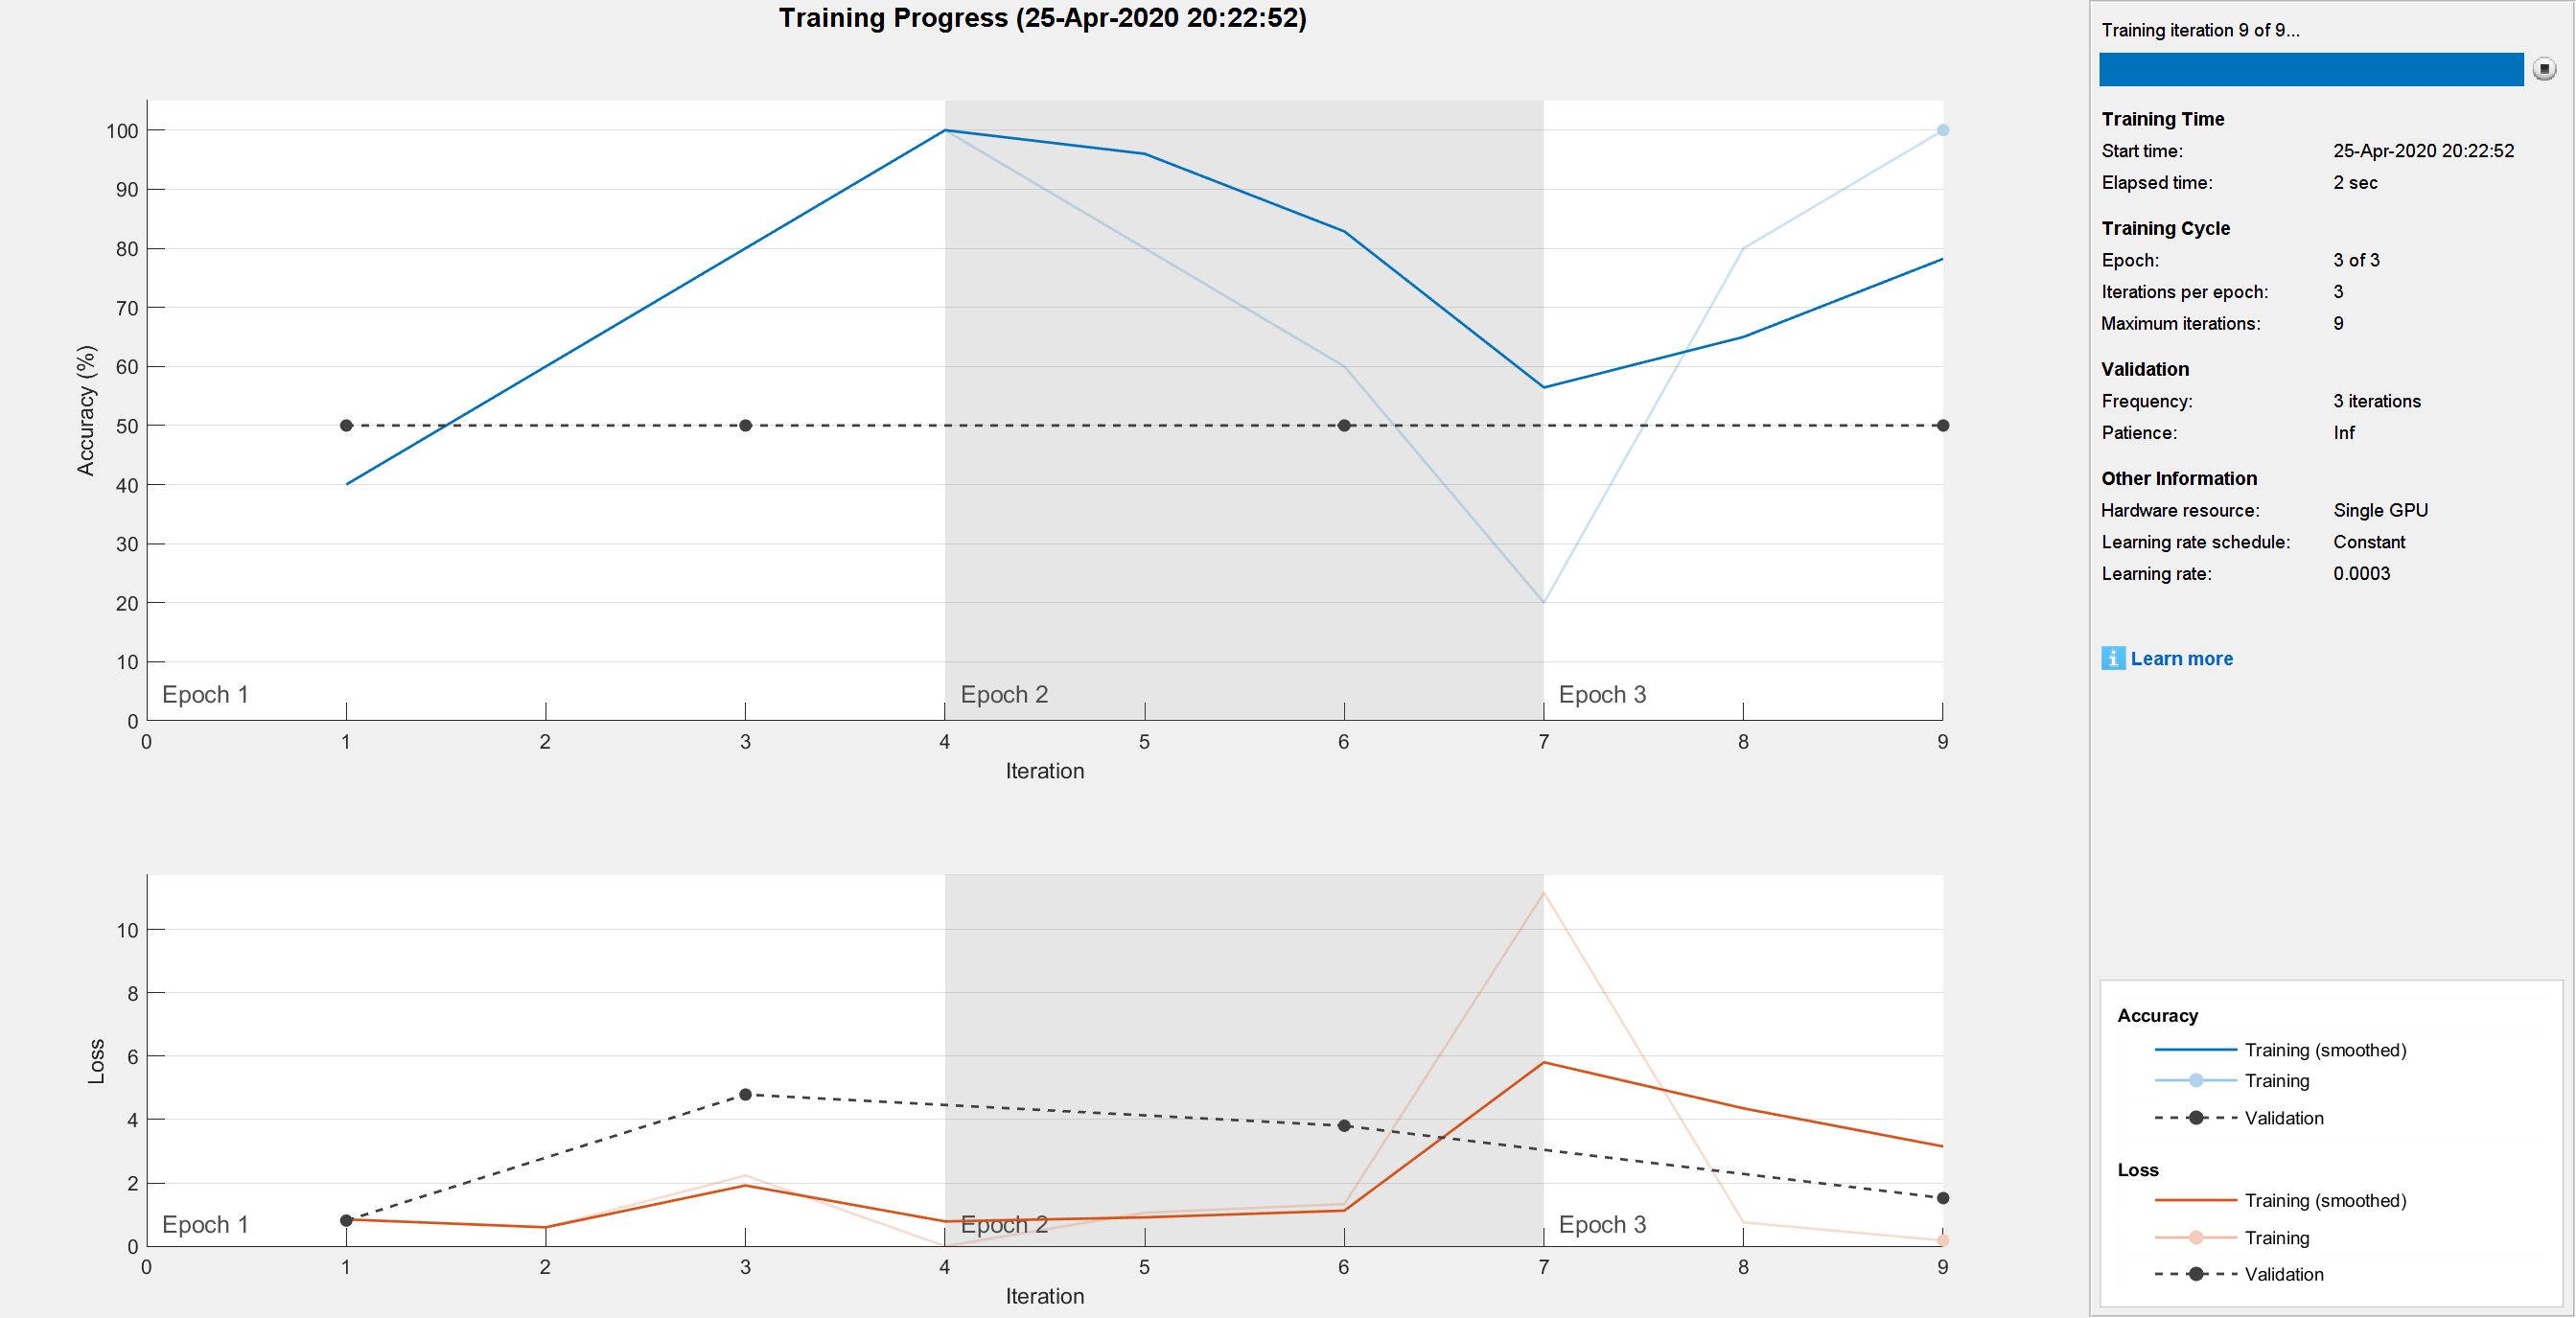 Training Progress (25-Apr-2020 20:22:52)
100
90
80
70
60
50
40
30
20
10
0
Accuracy (%)
Epoch 1
Epoch 2
Epoch 3
0 1 2 3 4 5 6 7 8 9
Iteration
10
8
6
4
2
0
Loss
Epoch 1
Epoch 2
Epoch 3
0 1 2 3 4 5 6 7 8 9
Iteration
Training iteration 9 of 9...
Training Time
Start time: 25-Apr-2020 20:22:52
Elapsed time: 2 sec
Training Cycle
Epoch: 3 of 3
Iterations per epoch: 3
Maximum iterations: 9
Validation
Frequency: 3 iterations
Patience: Inf
Other Information
Hardware resource: Single GPU
Learning rate schedule: Constant
Learning rate: 0.0003
i Learn more
Accuracy
Training (smoothed)
Training
Validation
Loss
Training (smoothed)
Training
Validation